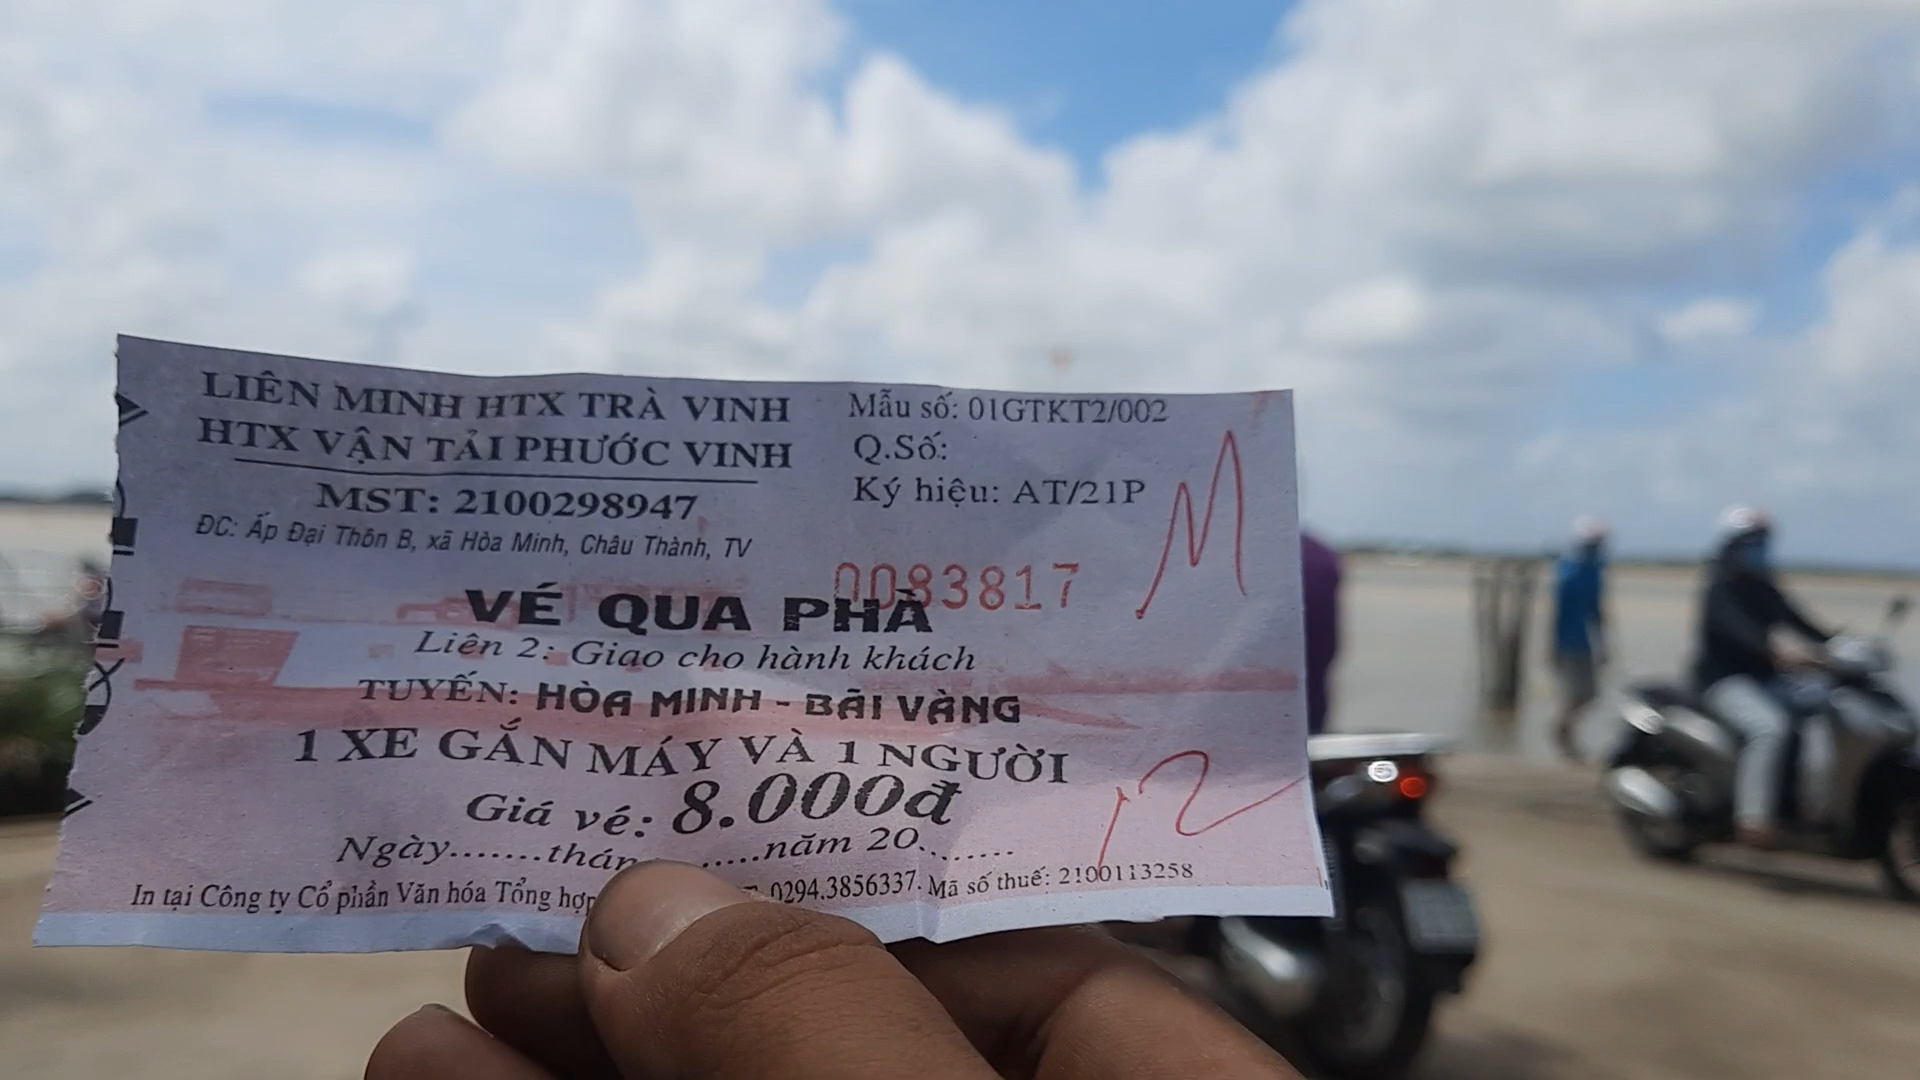 LIÊN MINH HTX TRÀ VINH
HTX VẬN TẢI PHƯỚC VINH
MST: 2100298947
ĐC: Ấp Đại Thôn B, xã Hòa Minh, Châu Thành, TV
Mẫu số: 01GTKT2/002
Q.Số:
Ký hiệu: AT/21P
M
0083817
VÉ QUA PHÀ
Liên 2: Giao cho hành khách
TUYẾN: HÒA MINH - BÃI VÀNG
1 XE GẮN MÁY VÀ 1 NGƯỜI
Giá vé: 8.000đ
12
Ngày.......thán .....năm 20........
In tại Công ty Cổ phần Văn hóa Tổng hợp 0294.3856337. Mã số thuế: 2100113258